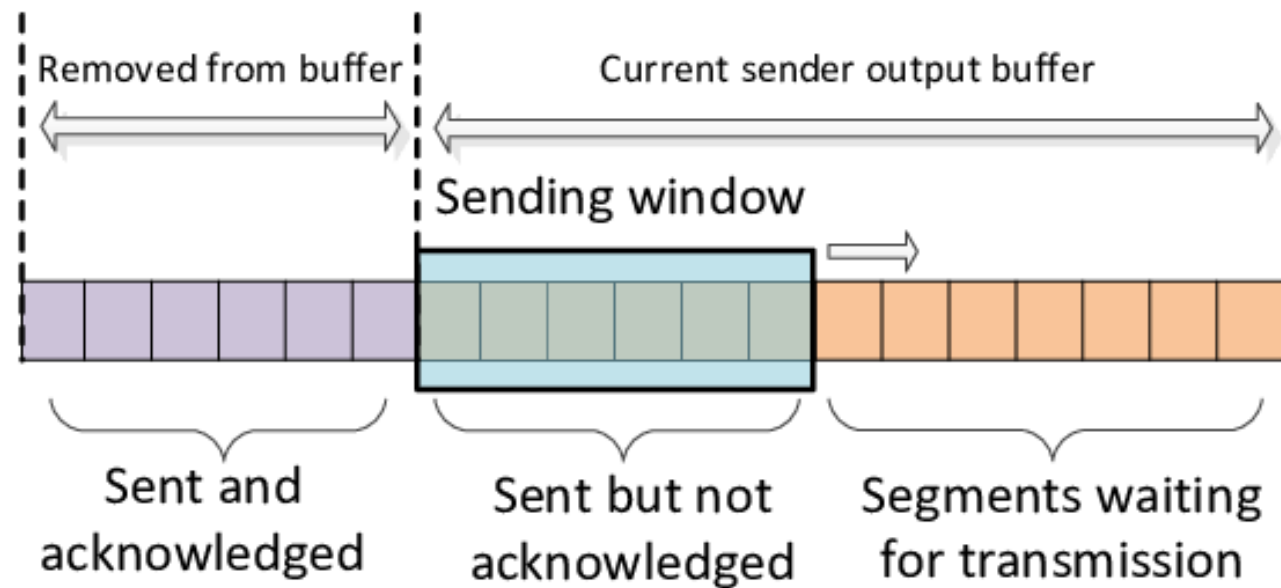 Removed from buffer
Current sender output buffer
Sending window
Sent and
acknowledged
Sent but not
acknowledged
Segments waiting
for transmission